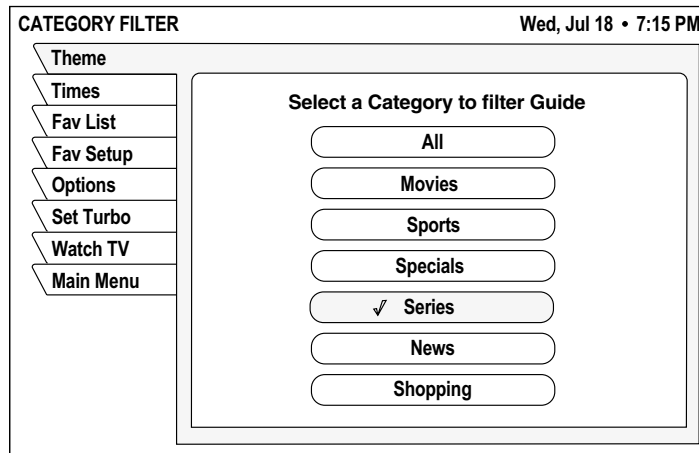 CATEGORY FILTER Wed, Jul 18 • 7:15 PM
Theme
Times
Fav List
Fav Setup
Options
Set Turbo
Watch TV
Main Menu
Select a Category to filter Guide
All
Movies
Sports
Specials
√ Series
News
Shopping